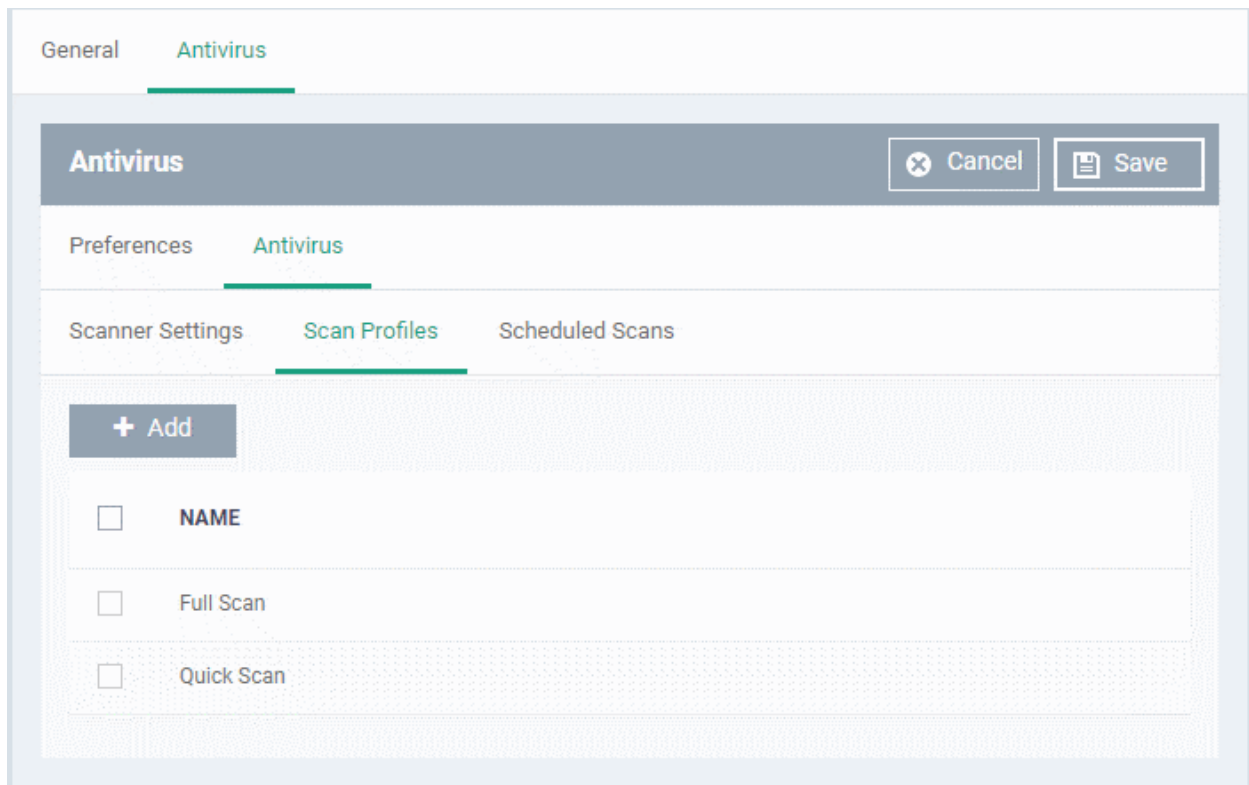 General Antivirus
Antivirus Cancel Save
Preferences Antivirus
Scanner Settings Scan Profiles Scheduled Scans
+ Add
NAME
Full Scan
Quick Scan